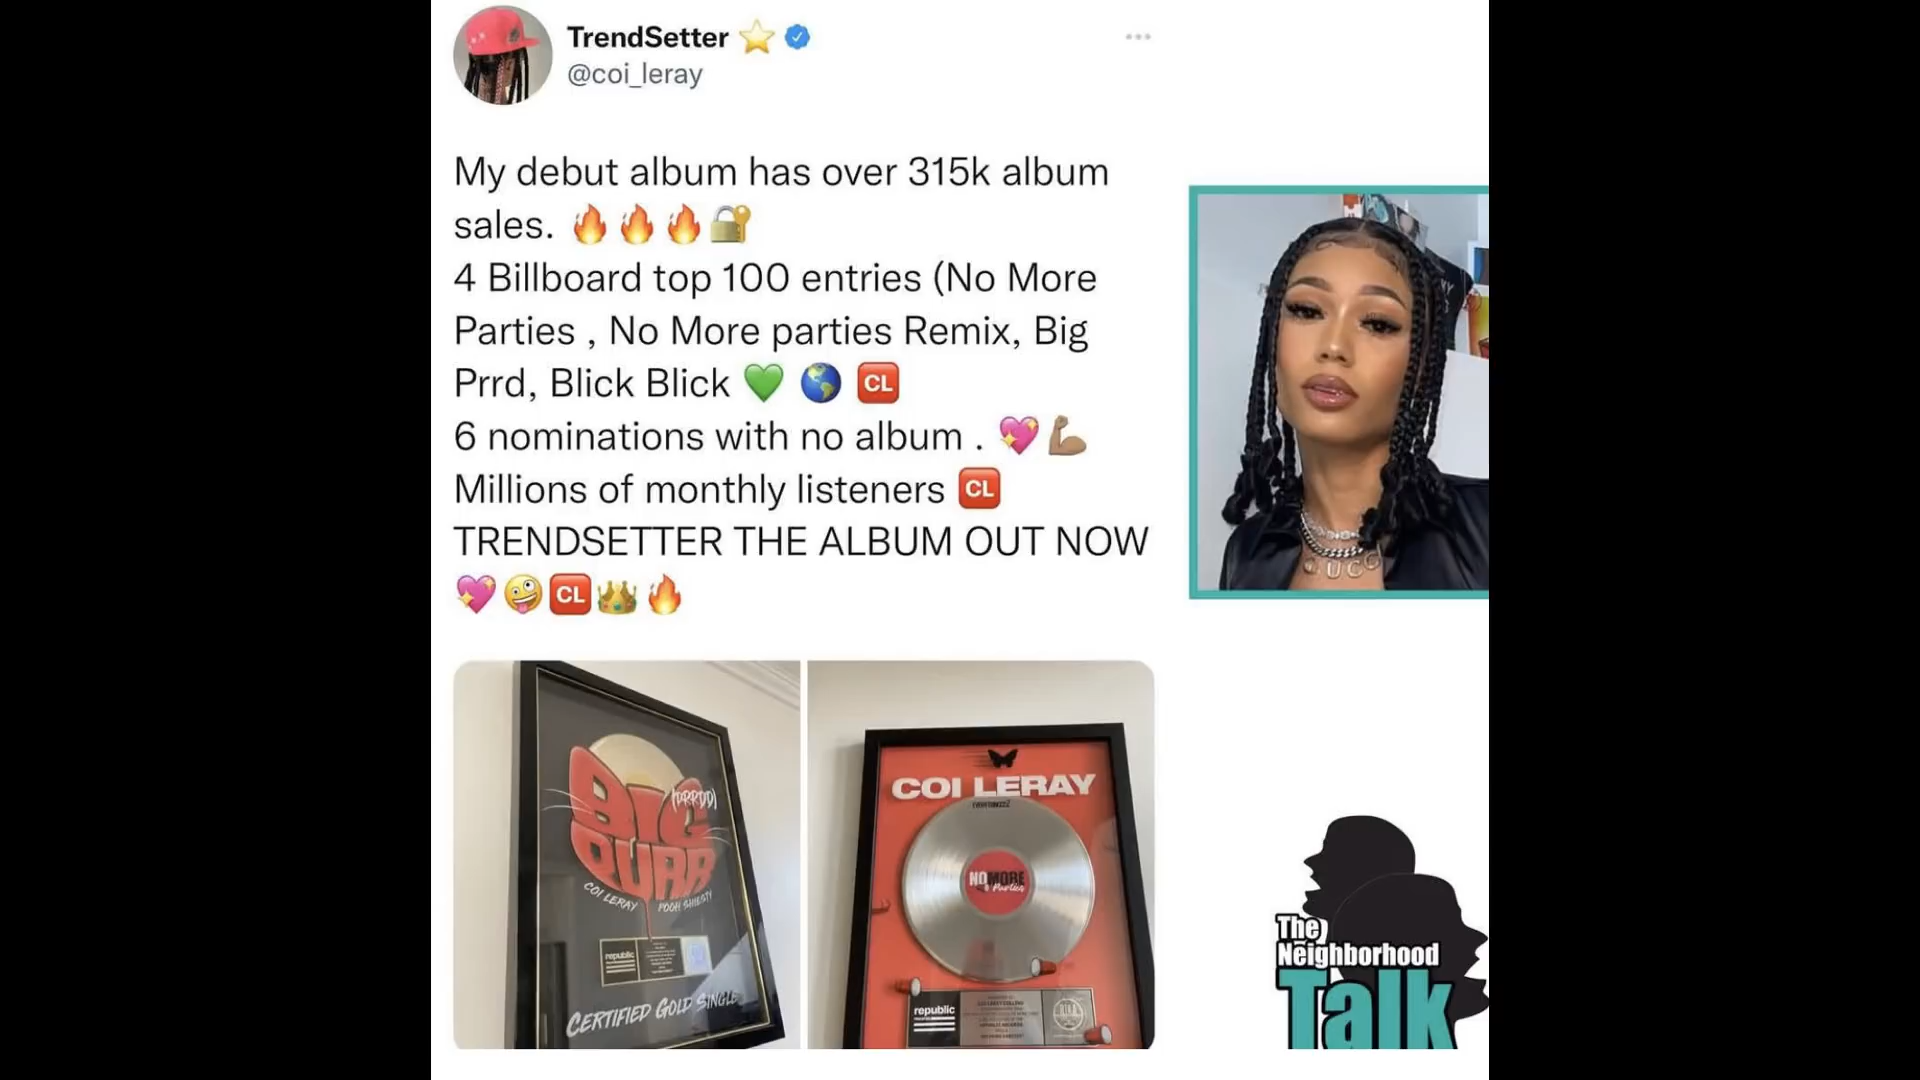 TrendSetter ⭐
@coi_leray
My debut album has over 315k album
sales. 🔥🔥🔥🔐
4 Billboard top 100 entries (No More
Parties , No More parties Remix, Big
Prrd, Blick Blick 💚 🌎 CL
6 nominations with no album . 💖💪🏽
Millions of monthly listeners CL
TRENDSETTER THE ALBUM OUT NOW
💖🤪CL👑🔥
BIG
(PRRDD)
PURR
COI LERAY POOH SHIESTY
republic
CERTIFIED GOLD SINGLE
COI LERAY
NO MORE
Parties
republic
GUCCI
The
Neighborhood
Talk